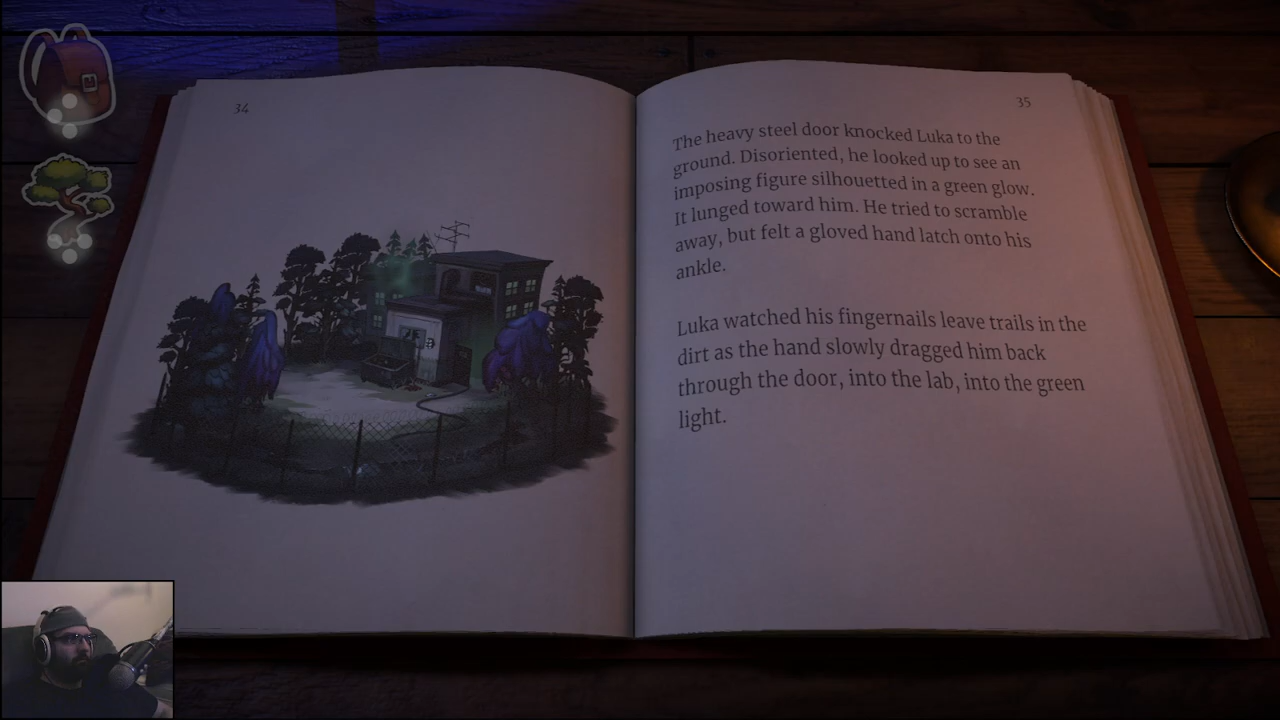 34
35
The heavy steel door knocked Luka to the
ground. Disoriented, he looked up to see an
imposing figure silhouetted in a green glow.
It lunged toward him. He tried to scramble
away, but felt a gloved hand latch onto his
ankle.
Luka watched his fingernails leave trails in the
dirt as the hand slowly dragged him back
through the door, into the lab, into the green
light.